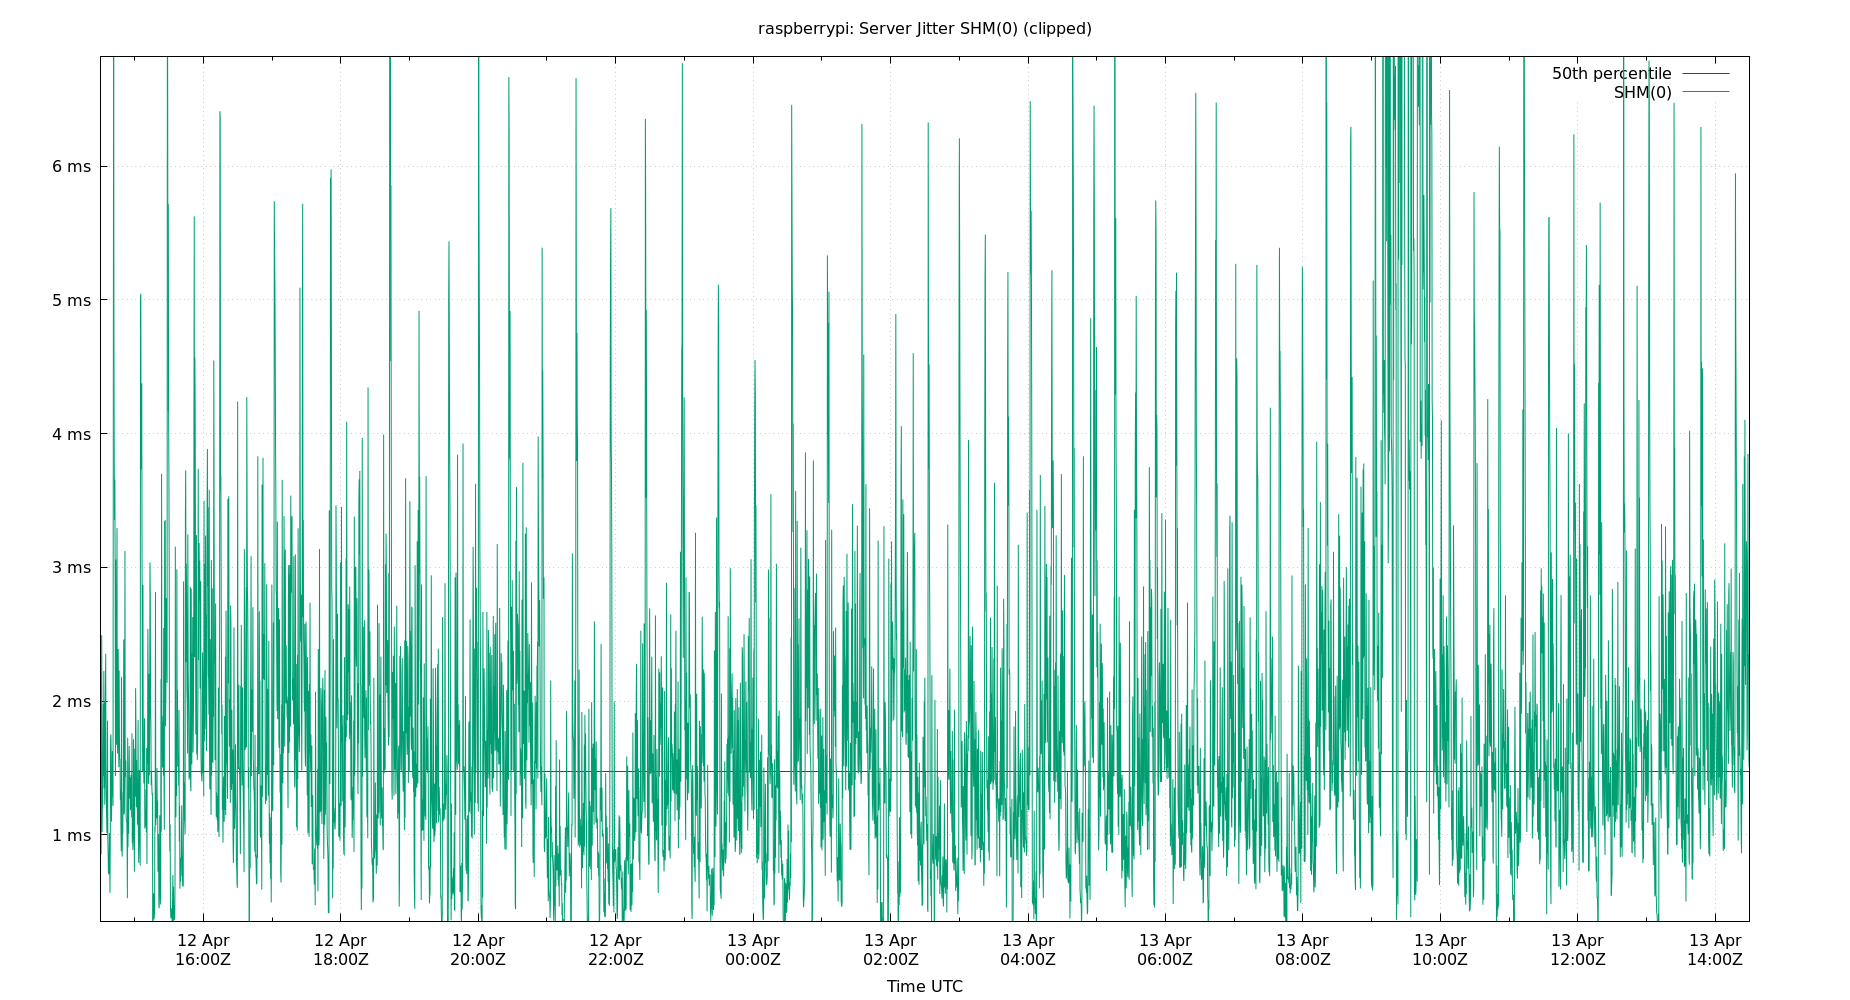 raspberrypi: Server Jitter SHM(0) (clipped)
50th percentile
SHM(0)
6 ms
5 ms
4 ms
3 ms
2 ms
1 ms
12 Apr 12 Apr 12 Apr 12 Apr 13 Apr 13 Apr 13 Apr 13 Apr 13 Apr 13 Apr 13 Apr 13 Apr
16:00Z 18:00Z 20:00Z 22:00Z 00:00Z 02:00Z 04:00Z 06:00Z 08:00Z 10:00Z 12:00Z 14:00Z
Time UTC